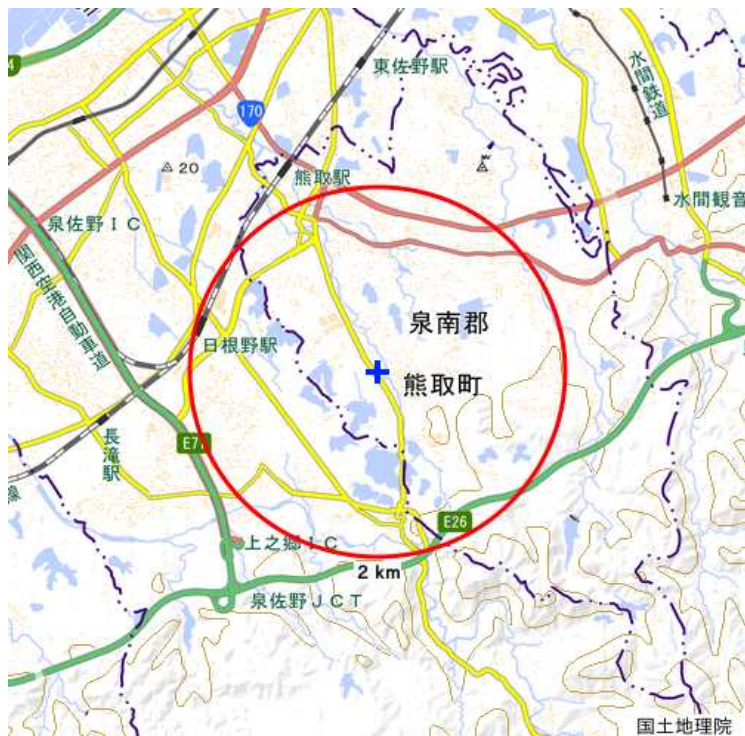 4
東佐野駅
水間鉄道
170
20
熊取駅
水間観音
泉佐野IC
関西空港自動車道
泉南郡
日根野駅
熊取町
長滝駅
E71
線
E26
上之郷IC
2 km
泉佐野JCT
国土地理院